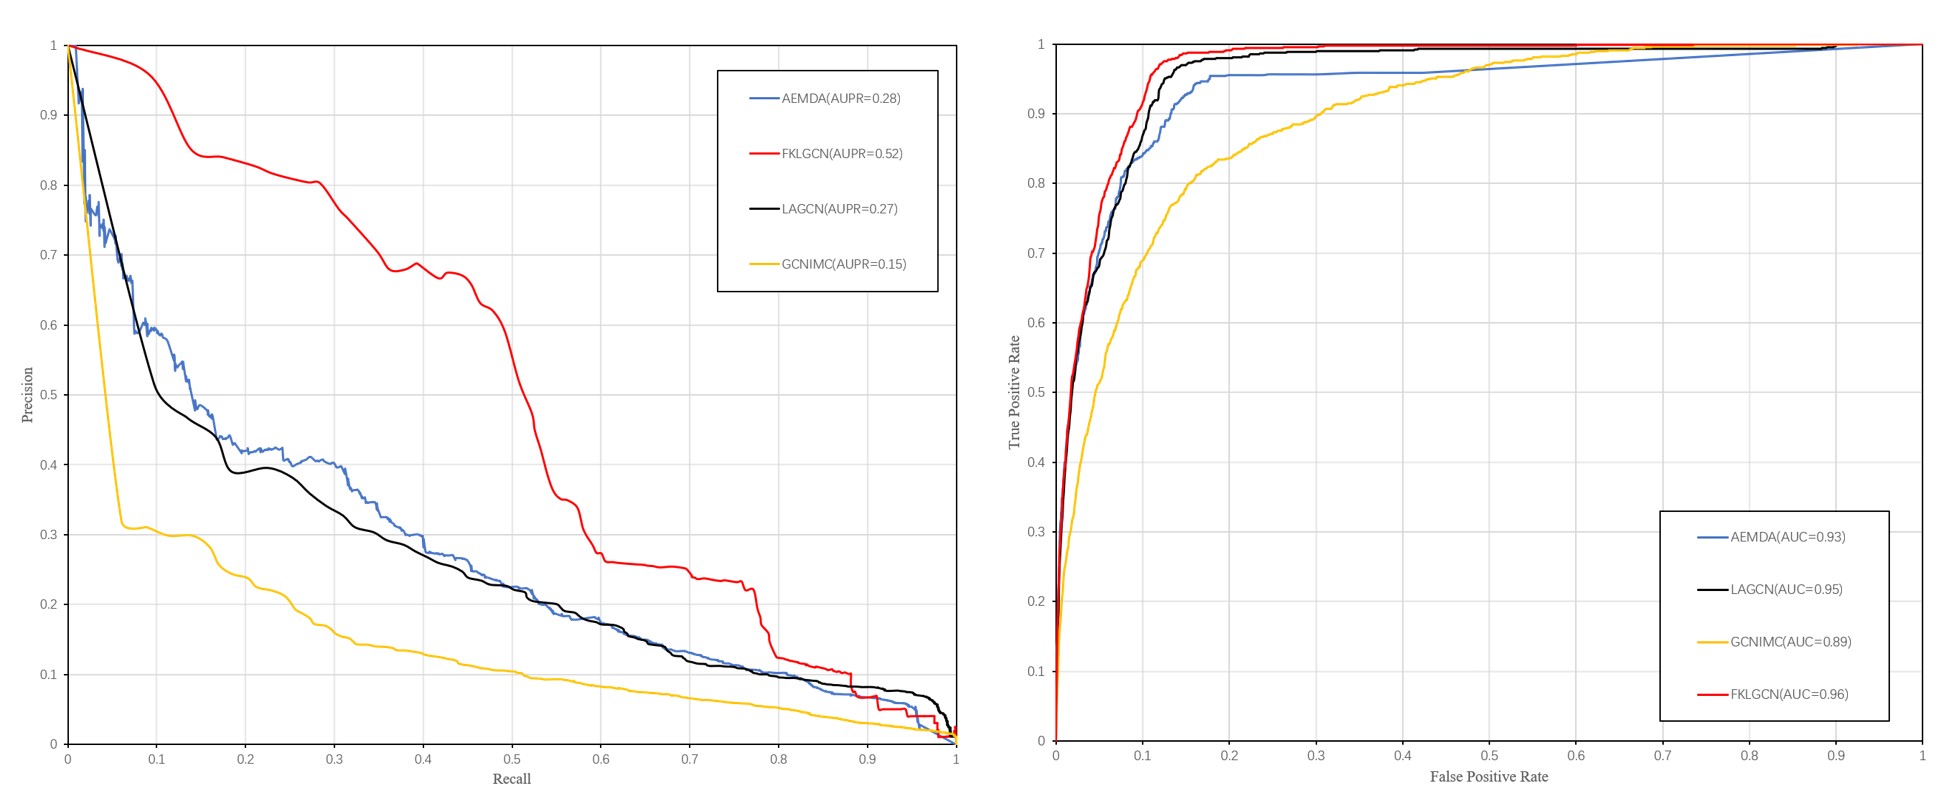 1
0.9
0.8
0.7
0.6
0.5
0.4
0.3
0.2
0.1
0
Precision
0 0.1 0.2 0.3 0.4 0.5 0.6 0.7 0.8 0.9 1
Recall
AEMDA(AUPR=0.28)
FKLGCN(AUPR=0.52)
LAGCN(AUPR=0.27)
GCNIMC(AUPR=0.15)
1
0.9
0.8
0.7
0.6
0.5
0.4
0.3
0.2
0.1
0
True Positive Rate
0 0.1 0.2 0.3 0.4 0.5 0.6 0.7 0.8 0.9 1
False Positive Rate
AEMDA(AUC=0.93)
LAGCN(AUC=0.95)
GCNIMC(AUC=0.89)
FKLGCN(AUC=0.96)